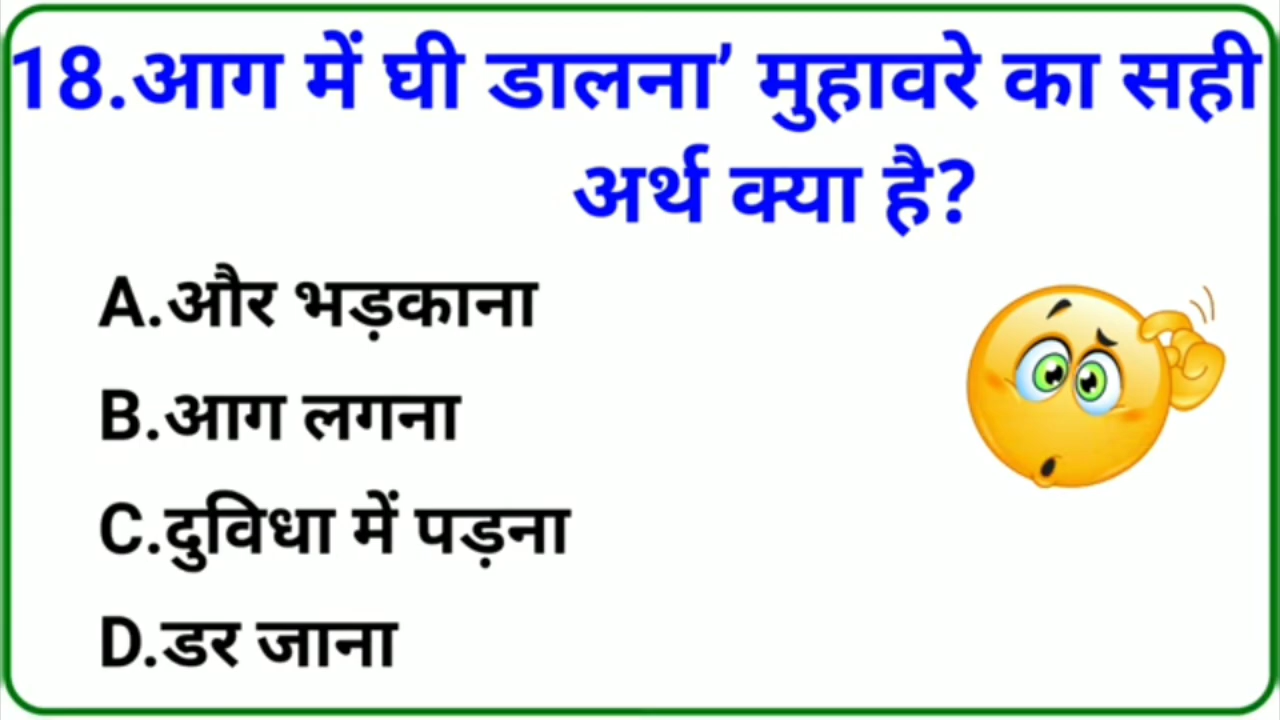 18.आग में घी डालना’ मुहावरे का सही
अर्थ क्या है?
A.और भड़काना
B.आग लगना
C.दुविधा में पड़ना
D.डर जाना